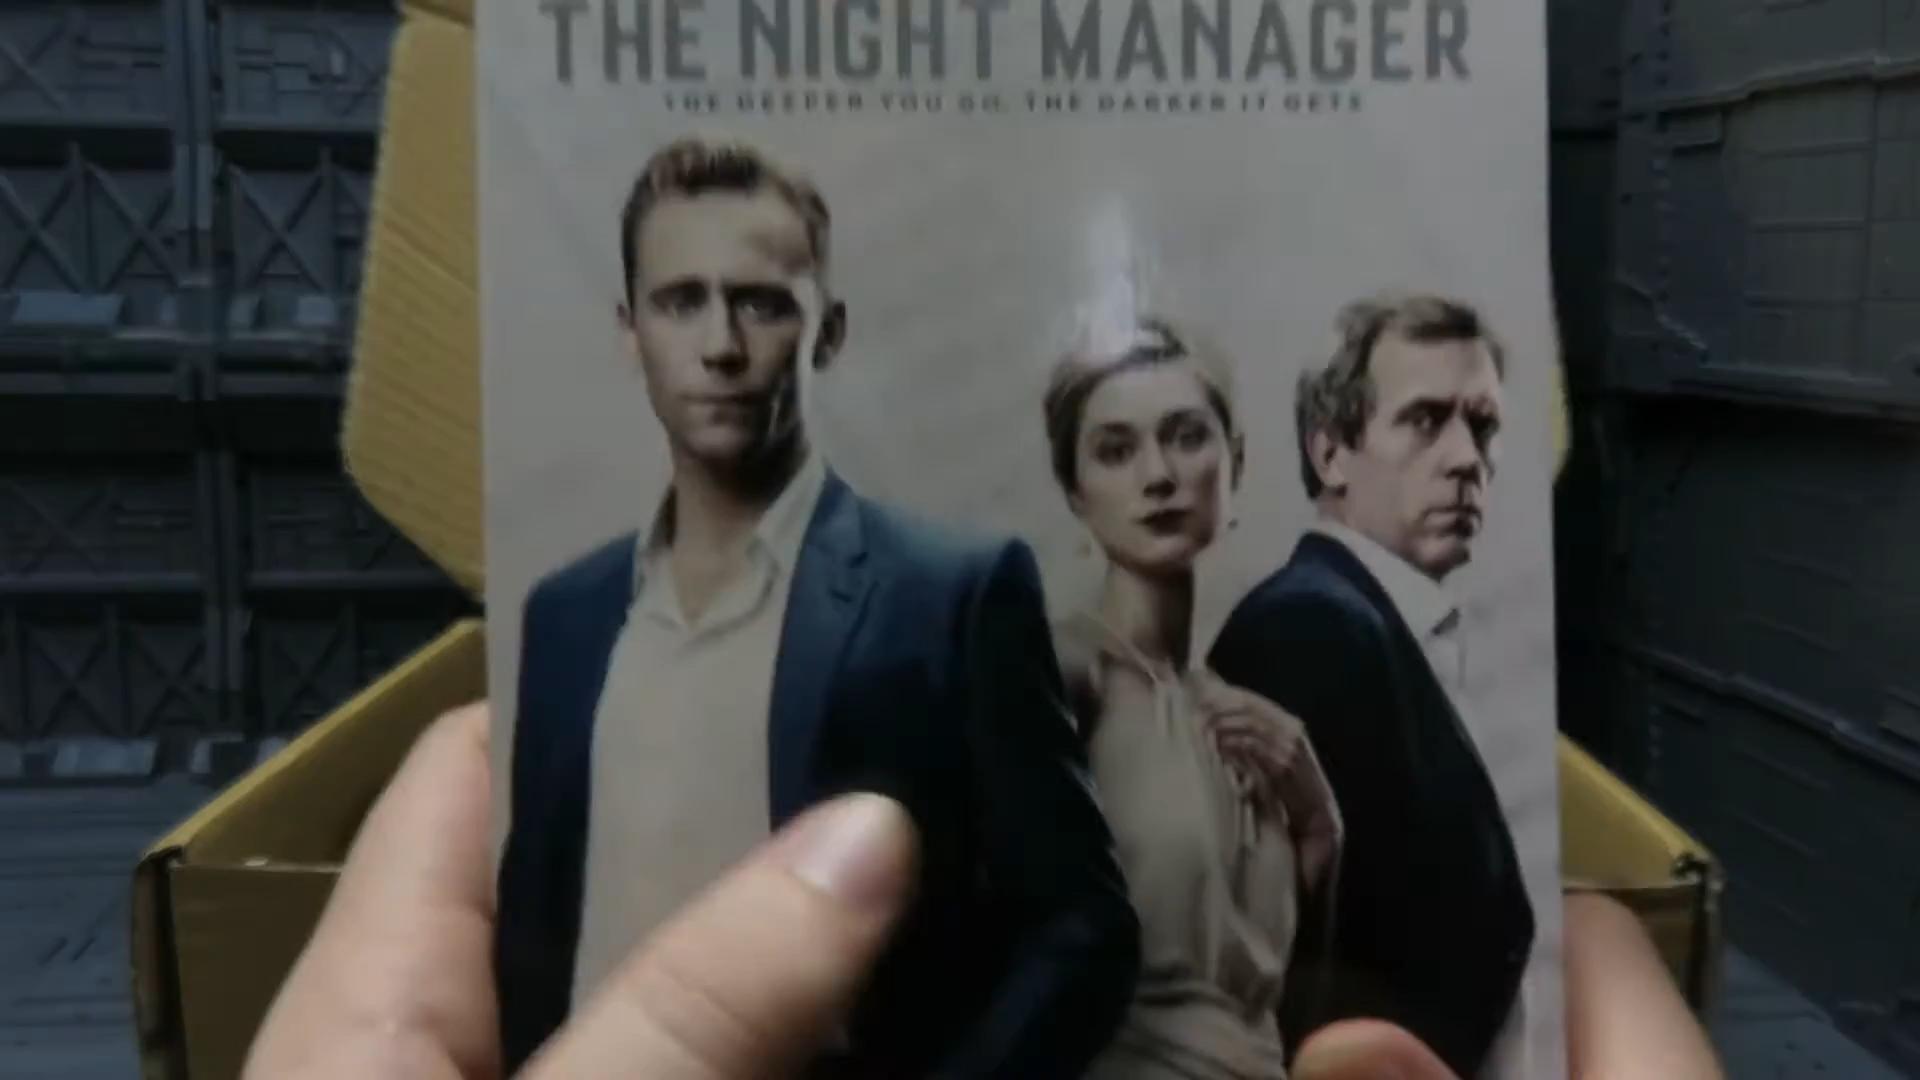 THE NIGHT MANAGER
THE DEEPER YOU GO, THE DARKER IT GETS